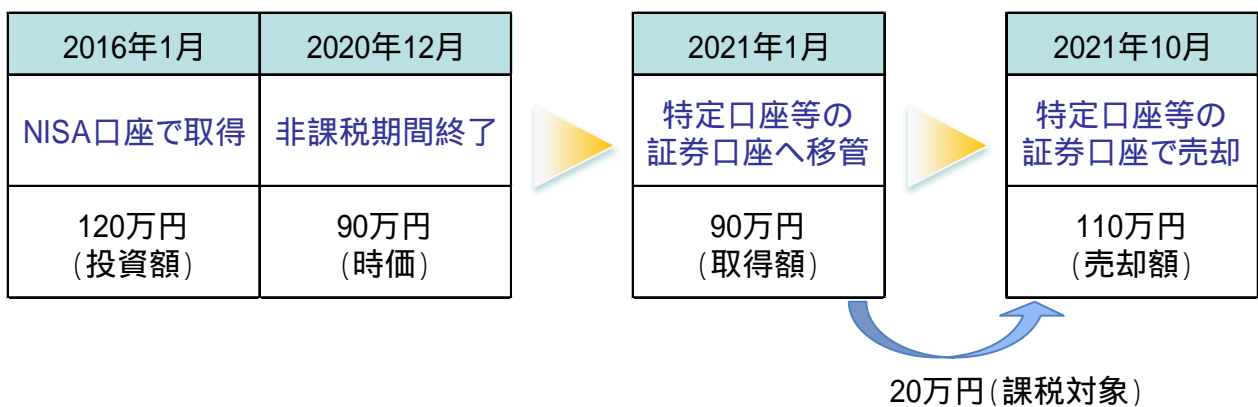 2016年1月
2020年12月
2021年1月
2021年10月
NISA口座で取得
非課税期間終了
特定口座等の
証券口座へ移管
特定口座等の
証券口座で売却
120万円
(投資額)
90万円
(時価)
90万円
(取得額)
110万円
(売却額)
20万円(課税対象)